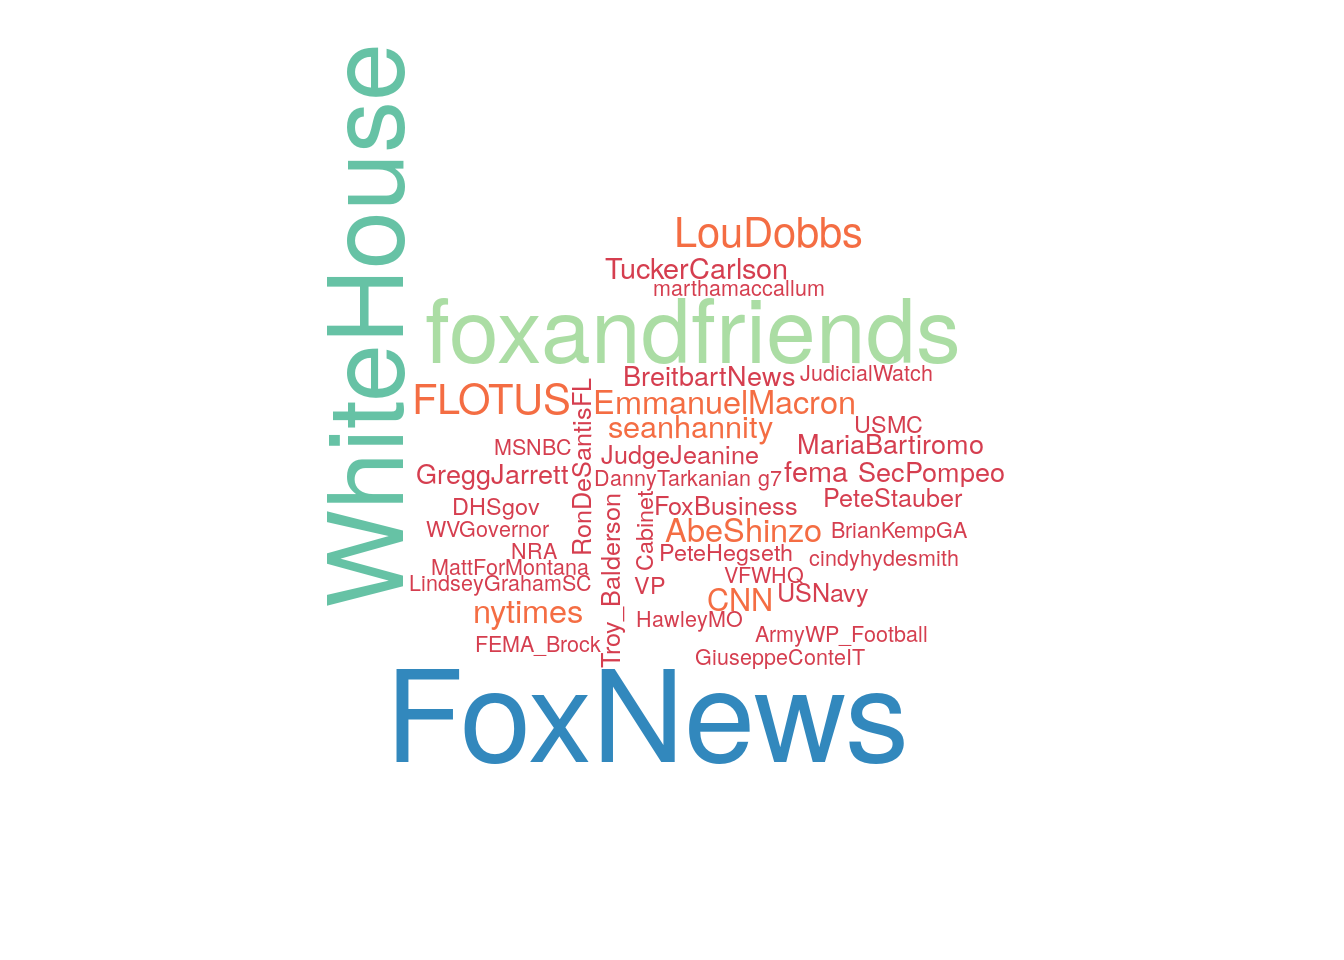 WhiteHouse
LouDobbs
TuckerCarlson
marthamaccallum
foxandfriends
BreitbartNews
JudicialWatch
FLOTUS
RonDeSantisFL
EmmanuelMacron
seanhannity
USMC
MSNBC
JudgeJeanine
MariaBartiromo
GreggJarrett
DannyTarkanian
g7
fema
SecPompeo
DHSgov
Troy_Balderson
Cabinet
FoxBusiness
PeteStauber
WVGovernor
AbeShinzo
BrianKempGA
NRA
PeteHegseth
cindyhydesmith
MattForMontana
VFWHQ
LindseyGrahamSC
VP
CNN
USNavy
nytimes
HawleyMO
ArmyWP_Football
FEMA_Brock
GiuseppeConteIT
FoxNews